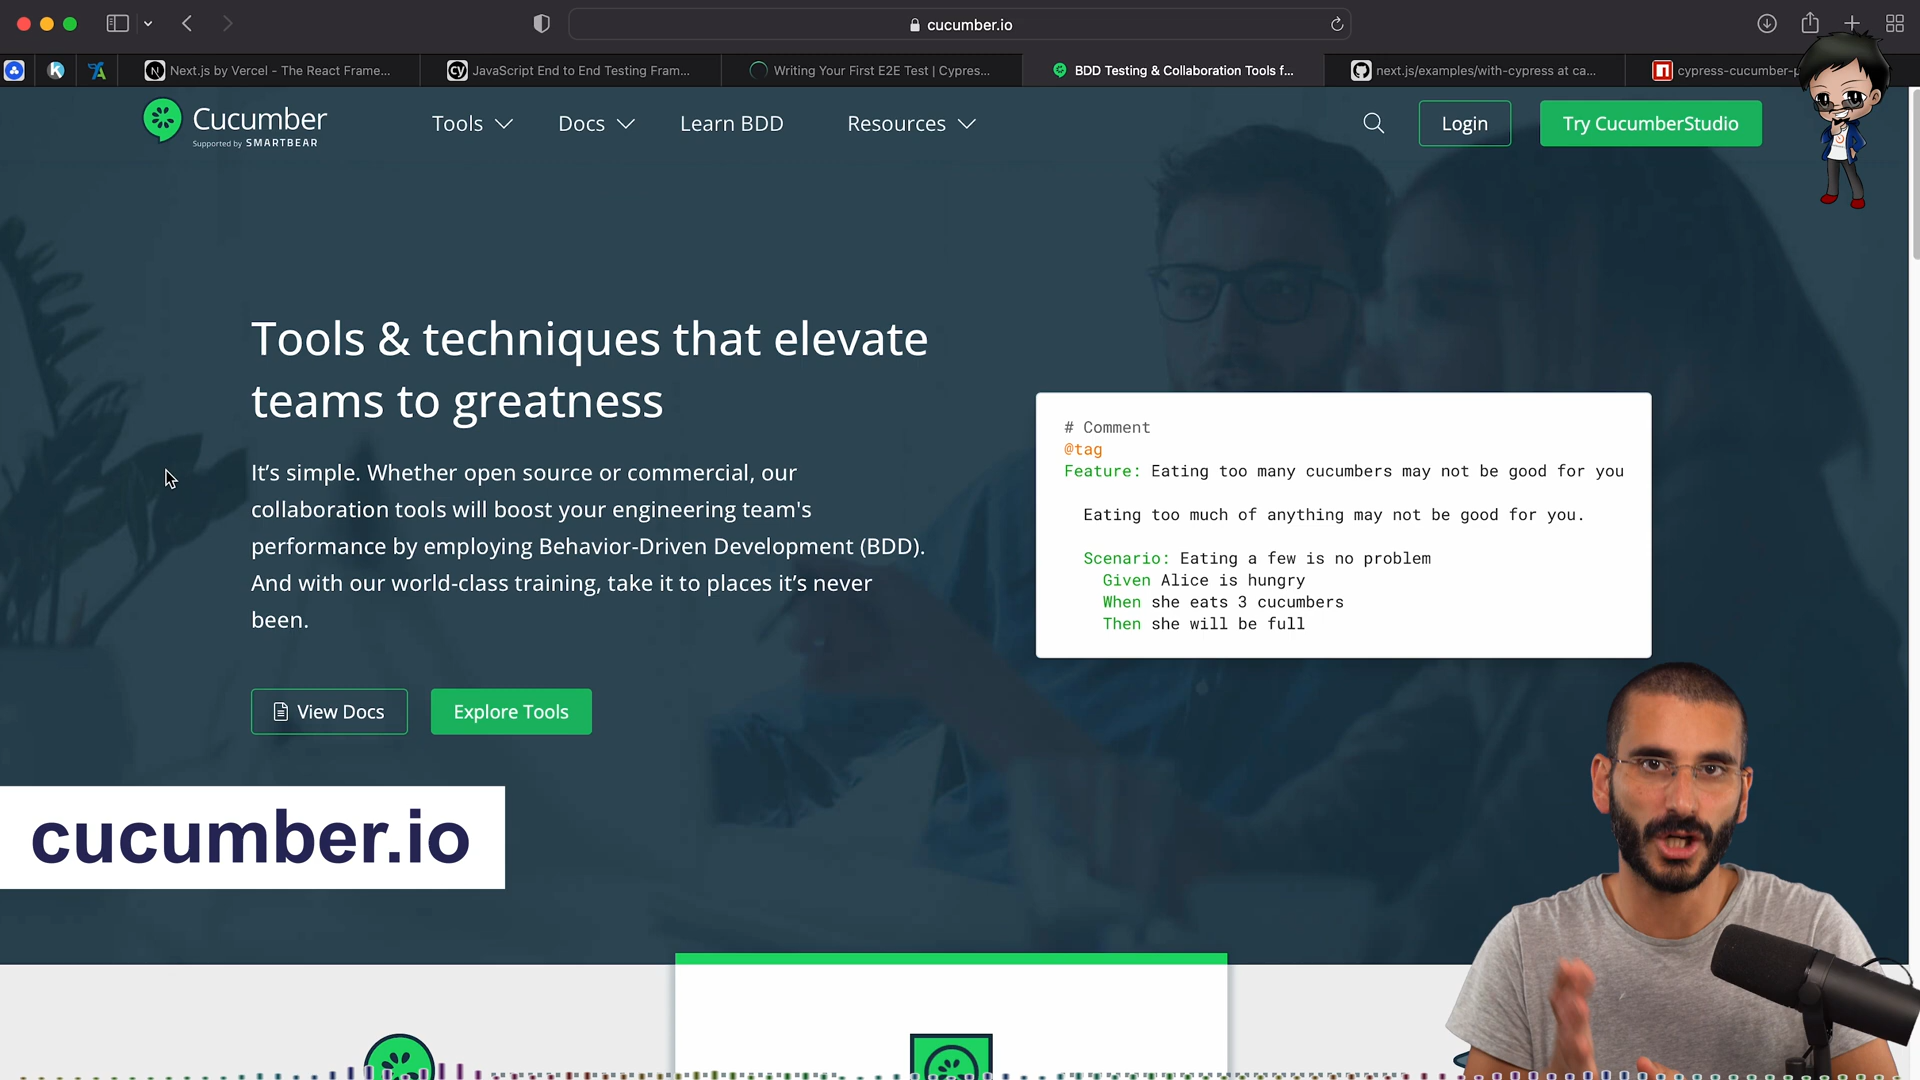 cucumber.io
Next.js by Vercel - The React Frame...
JavaScript End to End Testing Fram...
Writing Your First E2E Test | Cypres...
BDD Testing & Collaboration Tools f...
next.js/examples/with-cypress at ca...
cypress-cucumber-p
Cucumber
Supported by SMARTBEAR
Tools
Docs
Learn BDD
Resources
Login
Try CucumberStudio
Tools & techniques that elevate
teams to greatness
It's simple. Whether open source or commercial, our
collaboration tools will boost your engineering team's
performance by employing Behavior-Driven Development (BDD).
And with our world-class training, take it to places it's never
been.
View Docs
Explore Tools
# Comment
@tag
Feature: Eating too many cucumbers may not be good for you
Eating too much of anything may not be good for you.
Scenario: Eating a few is no problem
Given Alice is hungry
When she eats 3 cucumbers
Then she will be full
cucumber.io